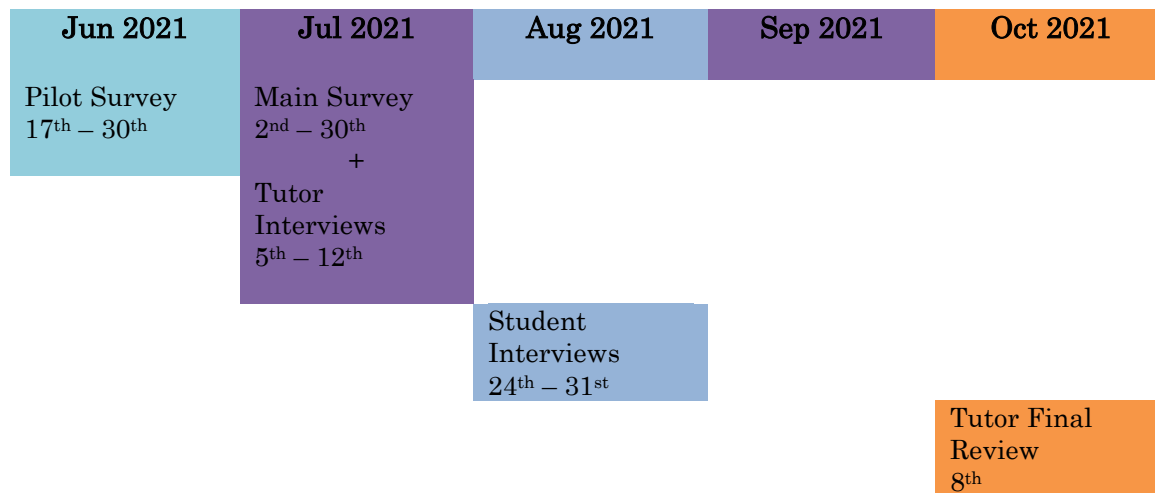 Jun 2021
Jul 2021
Aug 2021
Sep 2021
Oct 2021
Pilot Survey
17th – 30th
Main Survey
2nd – 30th
+
Tutor
Interviews
5th – 12th
Student
Interviews
24th – 31st
Tutor Final
Review
8th